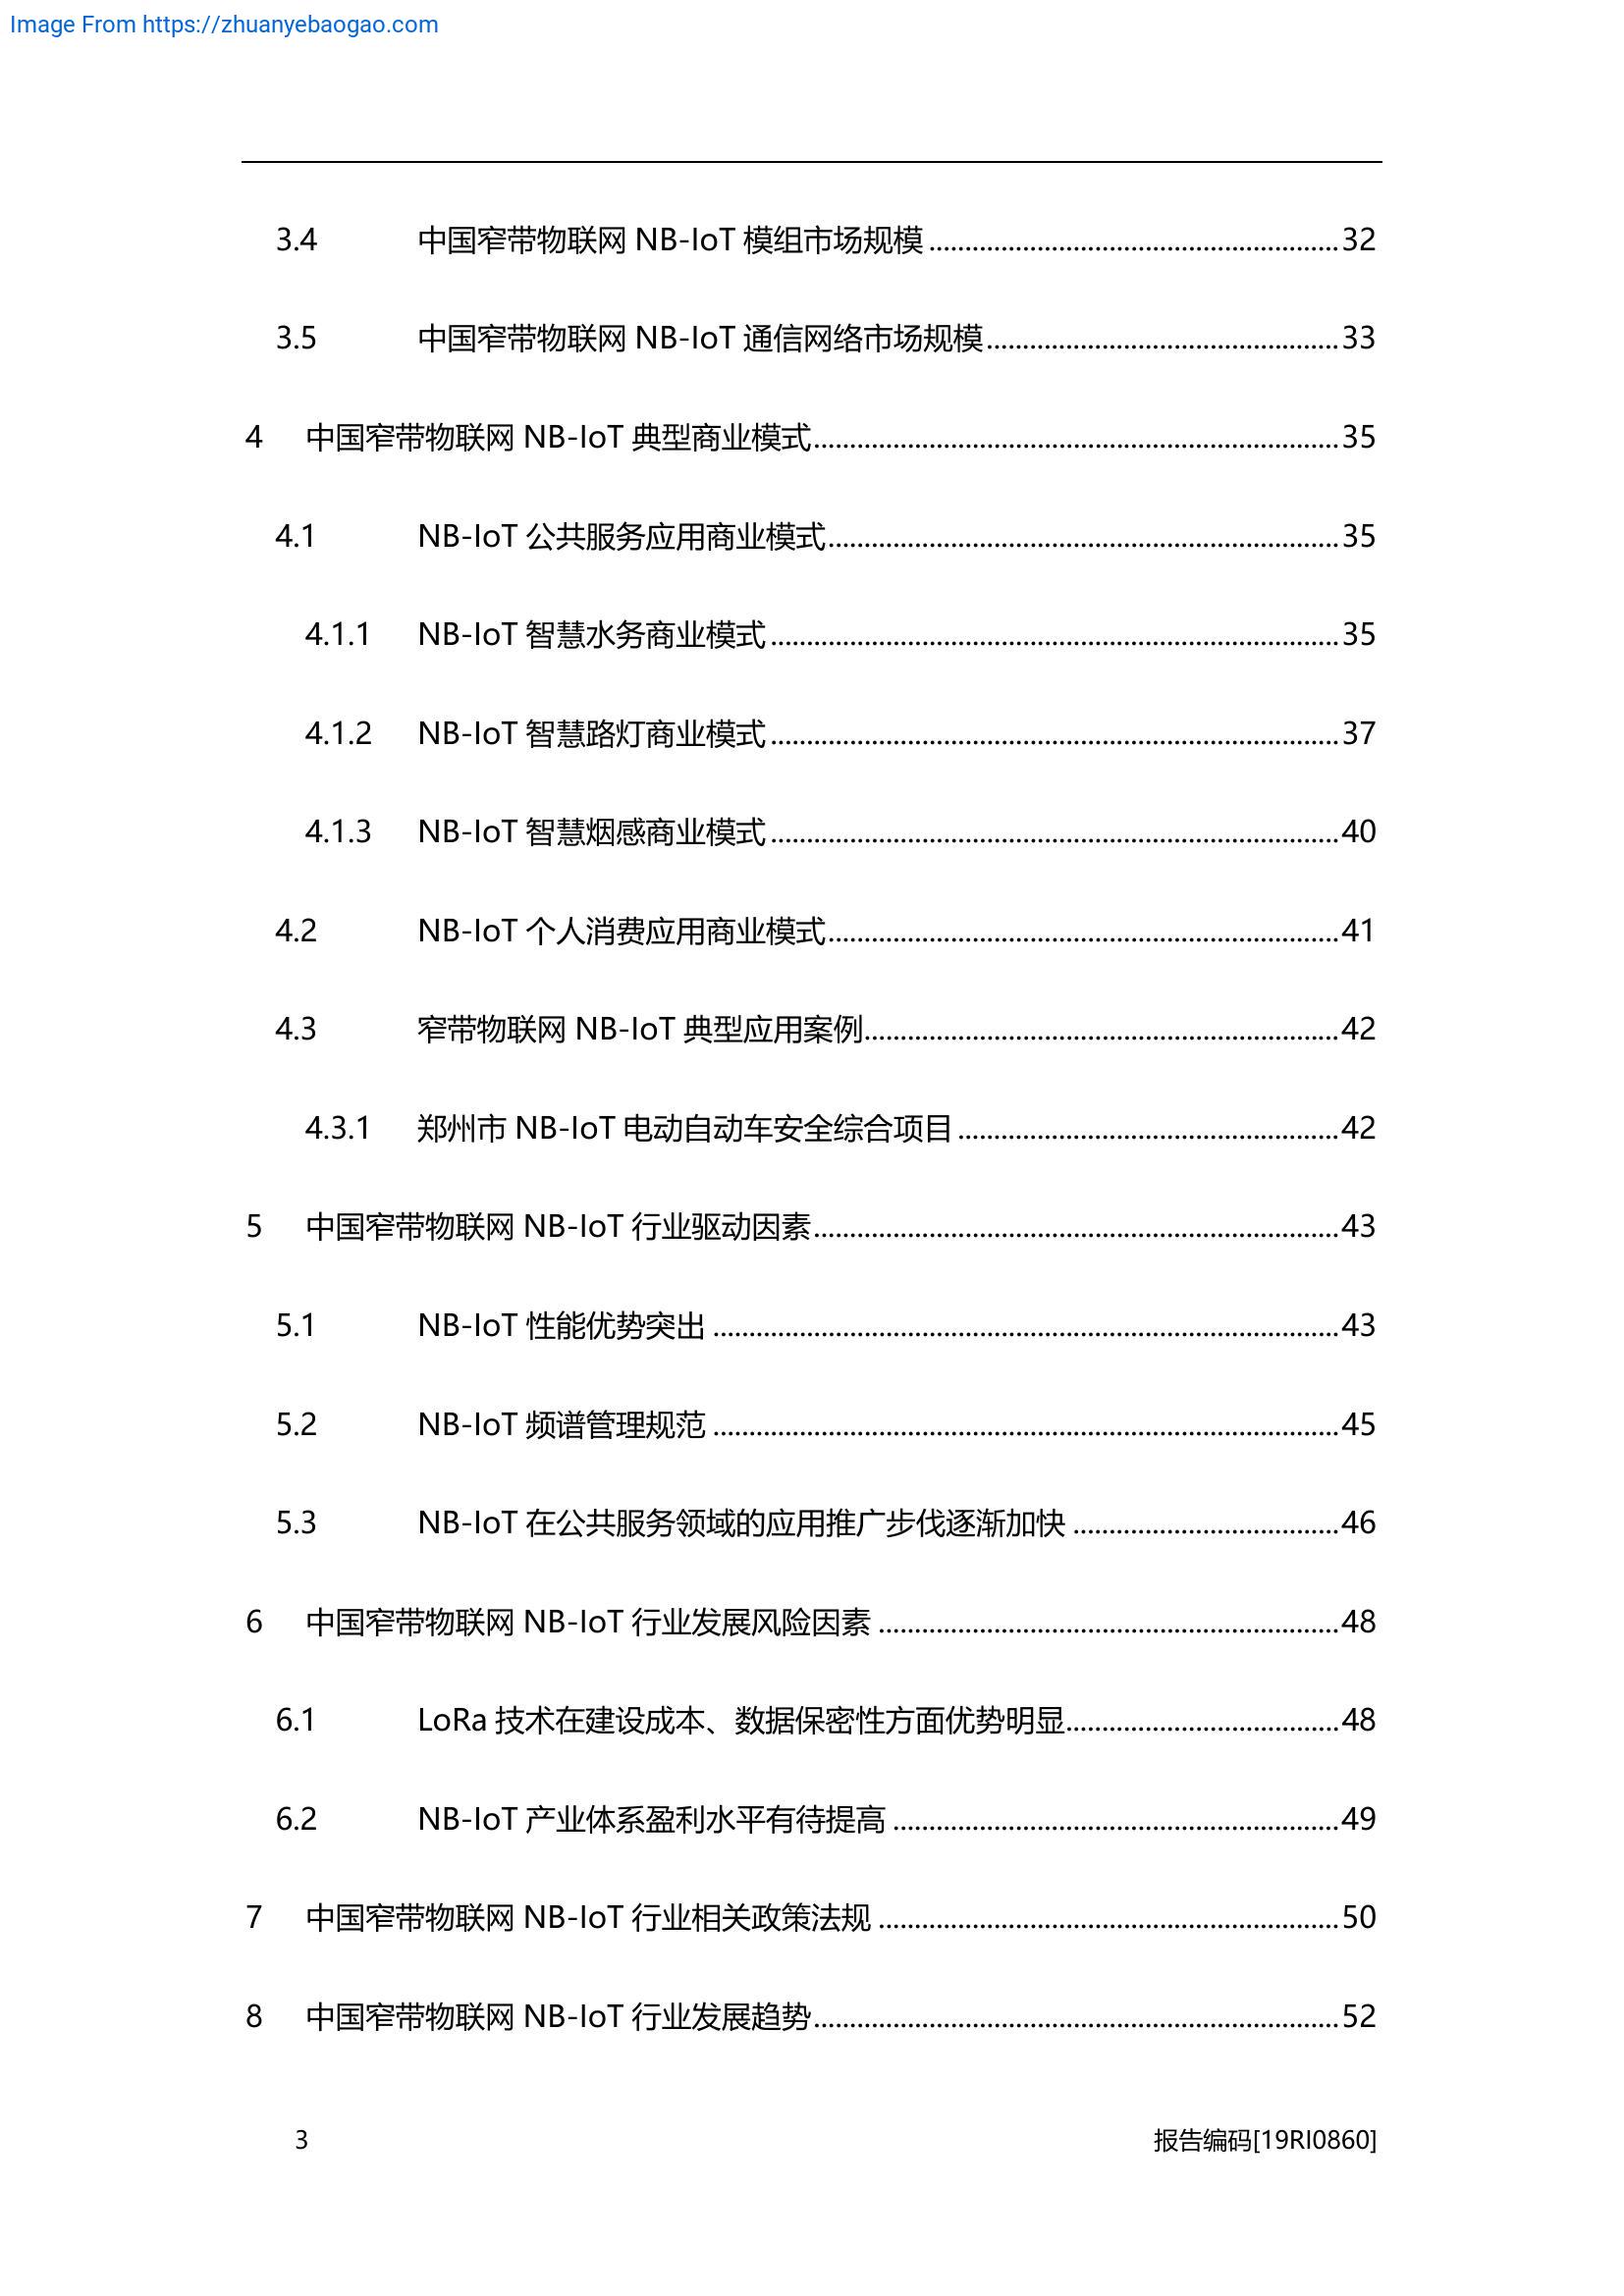 Image From https://zhuanyebaogao.com
3.4 中国窄带物联网 NB-IoT 模组市场规模 ........................................................ 32
3.5 中国窄带物联网 NB-IoT 通信网络市场规模 ................................................ 33
4 中国窄带物联网 NB-IoT 典型商业模式 ........................................................................ 35
4.1 NB-IoT 公共服务应用商业模式 ...................................................................... 35
4.1.1 NB-IoT 智慧水务商业模式 .............................................................................. 35
4.1.2 NB-IoT 智慧路灯商业模式 .............................................................................. 37
4.1.3 NB-IoT 智慧烟感商业模式 .............................................................................. 40
4.2 NB-IoT 个人消费应用商业模式 ...................................................................... 41
4.3 窄带物联网 NB-IoT 典型应用案例 ................................................................. 42
4.3.1 郑州市 NB-IoT 电动自动车安全综合项目 .................................................... 42
5 中国窄带物联网 NB-IoT 行业驱动因素 ........................................................................ 43
5.1 NB-IoT 性能优势突出 ...................................................................................... 43
5.2 NB-IoT 频谱管理规范 ...................................................................................... 45
5.3 NB-IoT 在公共服务领域的应用推广步伐逐渐加快 ..................................... 46
6 中国窄带物联网 NB-IoT 行业发展风险因素 ............................................................... 48
6.1 LoRa 技术在建设成本、数据保密性方面优势明显 ...................................... 48
6.2 NB-IoT 产业体系盈利水平有待提高 ............................................................. 49
7 中国窄带物联网 NB-IoT 行业相关政策法规 ............................................................... 50
8 中国窄带物联网 NB-IoT 行业发展趋势 ........................................................................ 52
3 报告编码[19RI0860]